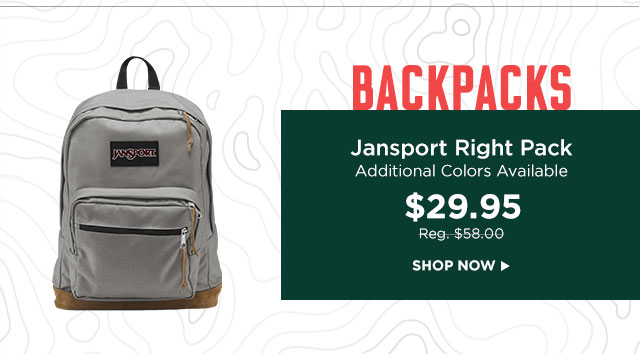 BACKPACKS
JANSPORT
Jansport Right Pack
Additional Colors Available
$29.95
Reg. $58.00
SHOP NOW ▶